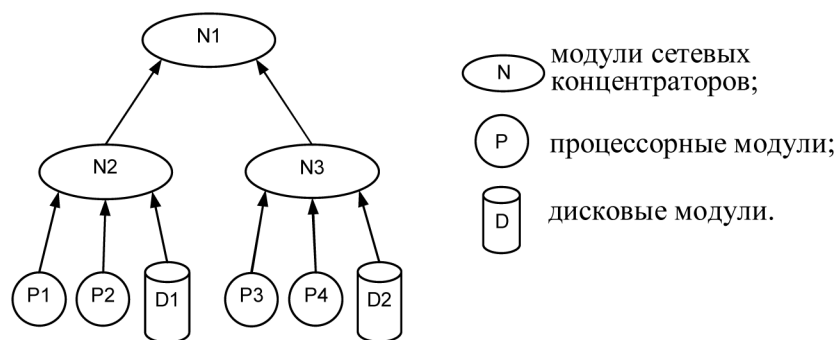 N1
N2
N3
P1
P2
D1
P3
P4
D2
N
модули сетевых
концентраторов;
P
процессорные модули;
D
дисковые модули.